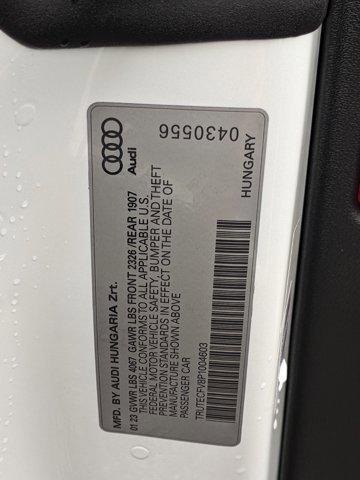 Audi
0430556
HUNGARY
MFD. BY AUDI HUNGARIA Zrt.
01 23 GVWR LBS 4067 GAWR LBS FRONT 2326 /REAR 1907
THIS VEHICLE CONFORMS TO ALL APPLICABLE U.S.
FEDERAL MOTOR VEHICLE SAFETY, BUMPER AND THEFT
PREVENTION STANDARDS IN EFFECT ON THE DATE OF
MANUFACTURE SHOWN ABOVE
PASSENGER CAR
TRUTECFV8P1004603